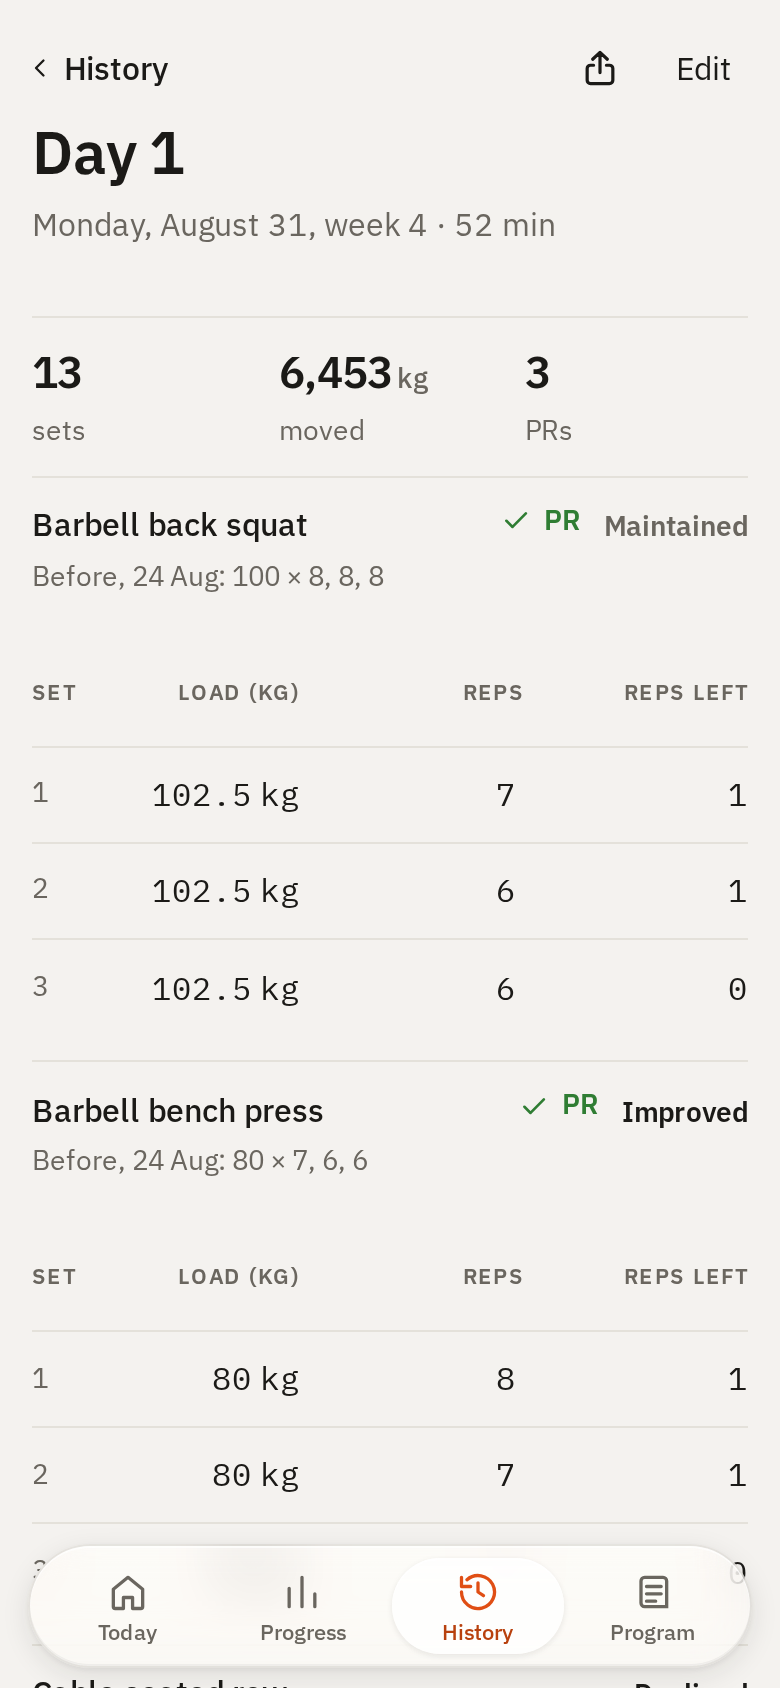 History
Edit
Day 1
Monday, August 31, week 4 · 52 min
13
6,453 kg
3
sets
moved
PRs
Barbell back squat
PR
Maintained
Before, 24 Aug: 100 × 8, 8, 8
SET LOAD (KG) REPS REPS LEFT
1 102.5 kg 7 1
2 102.5 kg 6 1
3 102.5 kg 6 0
Barbell bench press
PR
Improved
Before, 24 Aug: 80 × 7, 6, 6
SET LOAD (KG) REPS REPS LEFT
1 80 kg 8 1
2 80 kg 7 1
3 0
Today Progress History Program